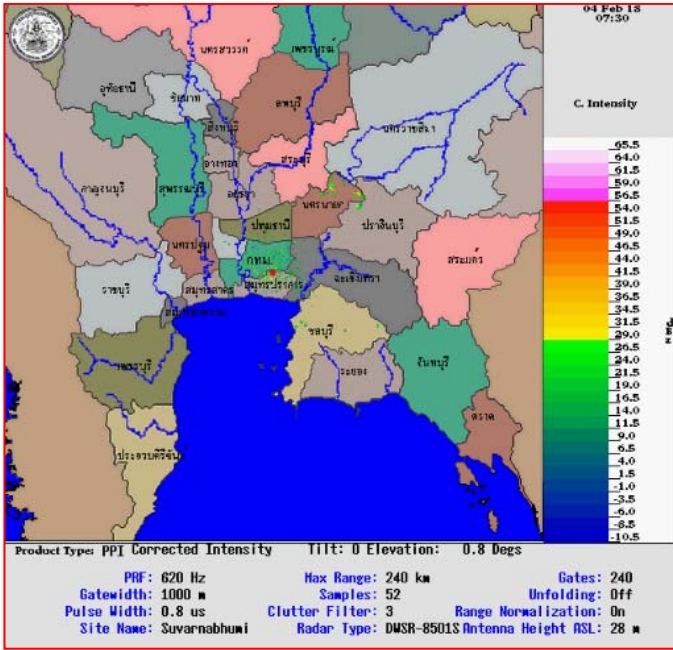 04 Feb 18
07:30
C. Intensity
นครสวรรค์
เพชรบูรณ์
อุทัยธานี
ชัยนาท
ลพบุรี
สิงห์บุรี
นครราชสีมา
อ่างทอง
สระบุรี
กาญจนบุรี
สุพรรณบุรี
อยุธยา
นครนายก
ปราจีนบุรี
ปทุมธานี
นครปฐม
กทม.
สระแก้ว
ฉะเชิงเทรา
ราชบุรี
สมุทรสาคร
สมุทรปราการ
ชลบุรี
เพชรบุรี
ระยอง
จันทบุรี
ตราด
ประจวบคีรีขันธ์
65.5
64.0
61.5
59.0
56.5
54.0
51.5
49.0
46.5
44.0
41.5
39.0
36.5
34.0
31.5
29.0
26.5
24.0
21.5
19.0
16.5
14.0
11.5
9.0
6.5
4.0
1.5
-1.0
-3.5
-6.0
-8.5
-10.5
Product Type: PPI Corrected Intensity Tilt: 0 Elevation: 0.8 Degs
PRF: 620 Hz Max Range: 240 km Gates: 240
Gatewidth: 1000 m Samples: 52 Unfolding: Off
Pulse Width: 0.8 us Clutter Filter: 3 Range Normalization: On
Site Name: Suvarnabhumi Radar Type: DWSR-8501S Antenna Height ASL: 28 m